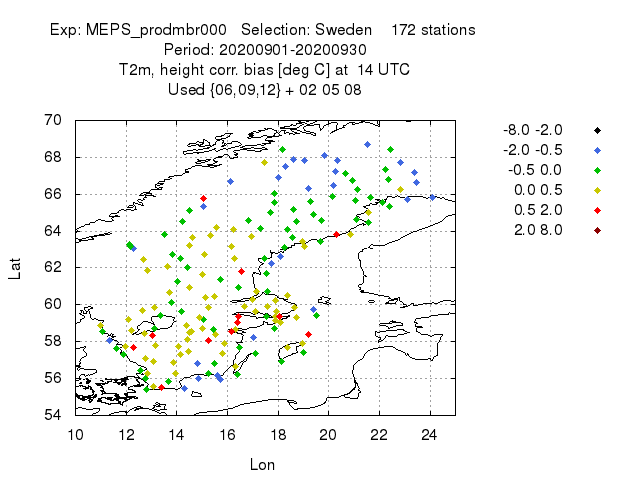 Exp: MEPS_prodmbr000 Selection: Sweden 172 stations
Period: 20200901-20200930
T2m, height corr. bias [deg C] at 14 UTC
Used {06,09,12} + 02 05 08
70
68
66
64
62
60
58
56
54
Lat
10 12 14 16 18 20 22 24
Lon
-8.0 -2.0
-2.0 -0.5
-0.5 0.0
0.0 0.5
0.5 2.0
2.0 8.0